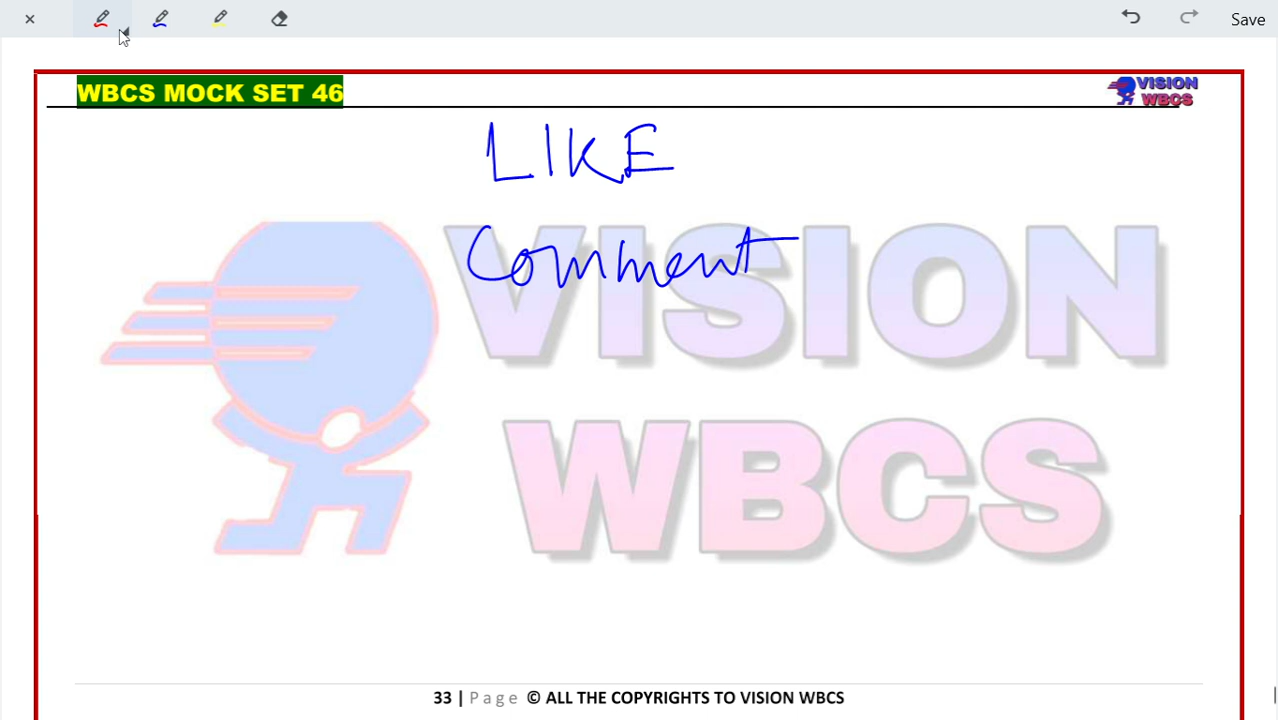 Save
WBCS MOCK SET 46
VISION
WBCS
LIKE
Comment
VISION
WBCS
33 | Page © ALL THE COPYRIGHTS TO VISION WBCS